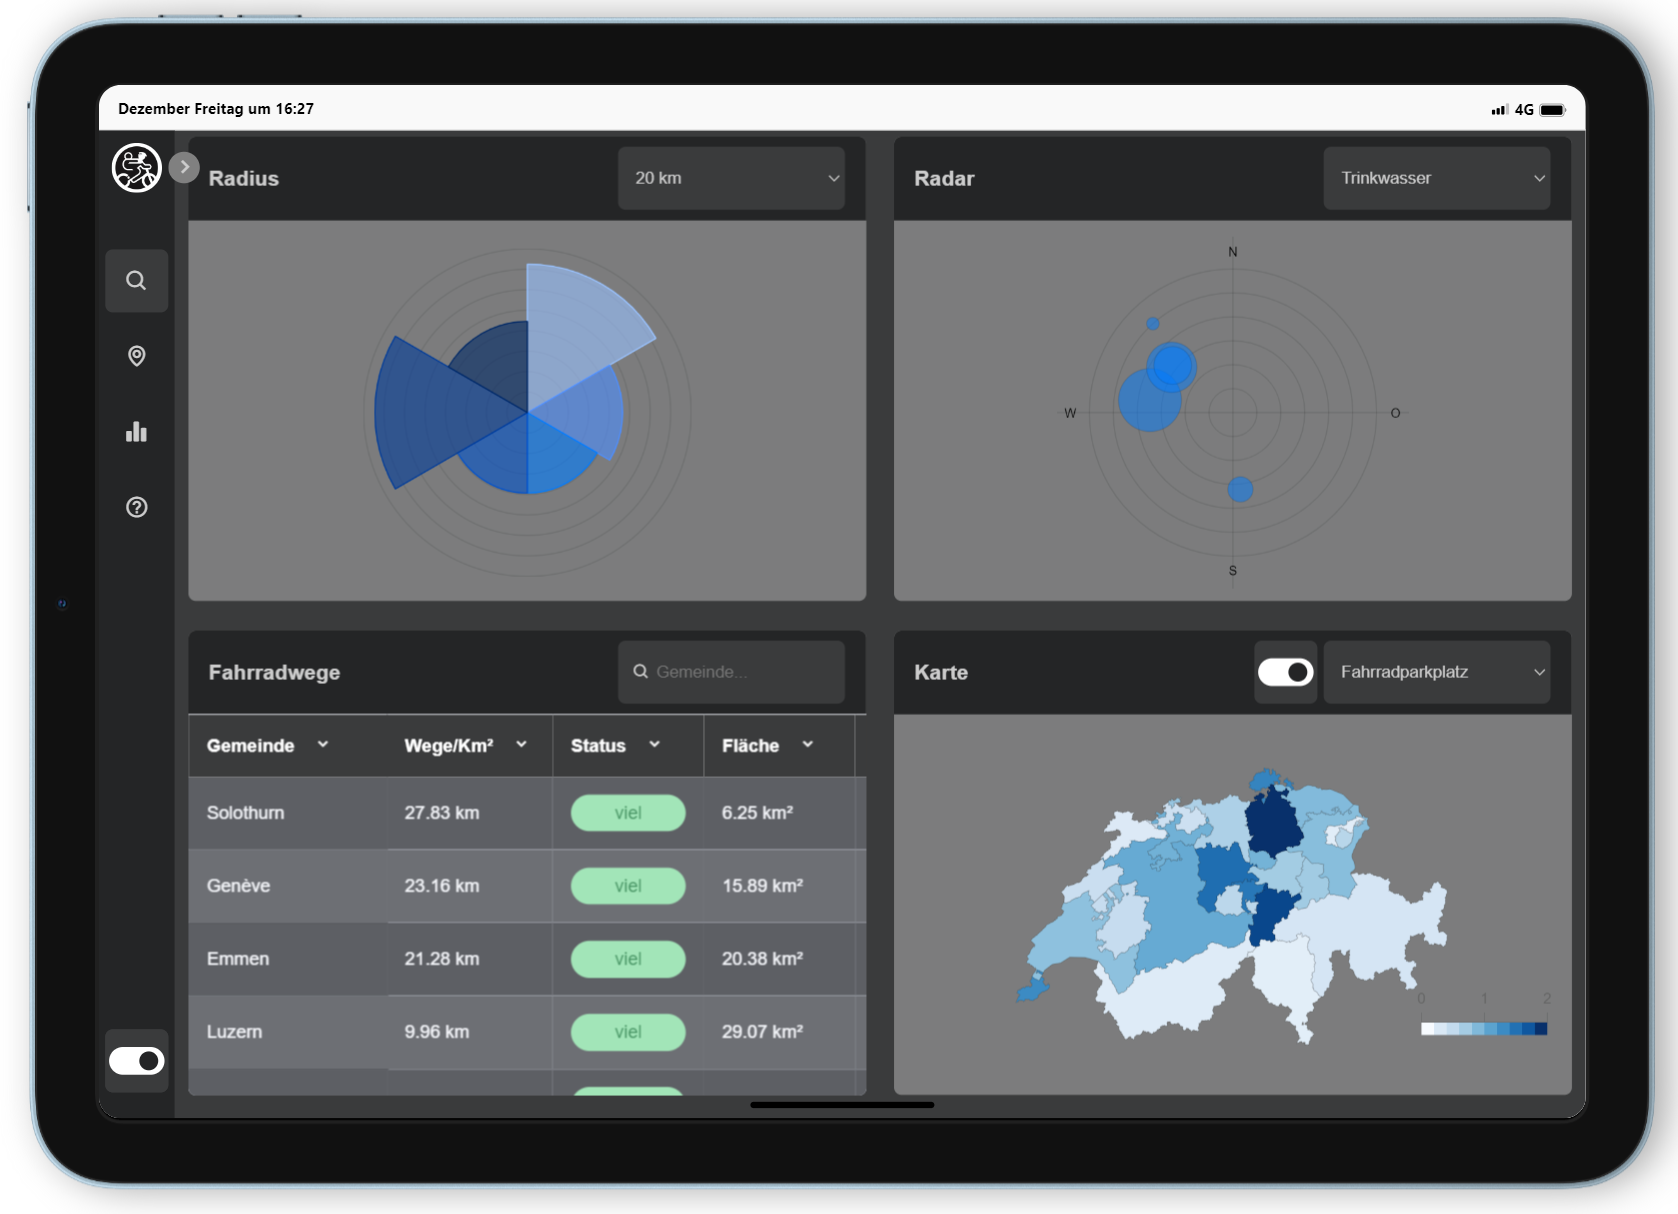 Dezember Freitag um 16:27
4G
Radius
20 km
Radar
Trinkwasser
N
W
O
S
Fahrradwege
Gemeinde...
Gemeinde Wege/Km² Status Fläche
Solothurn 27.83 km viel 6.25 km²
Genève 23.16 km viel 15.89 km²
Emmen 21.28 km viel 20.38 km²
Luzern 9.96 km viel 29.07 km²
Karte
Fahrradparkplatz
0 1 2